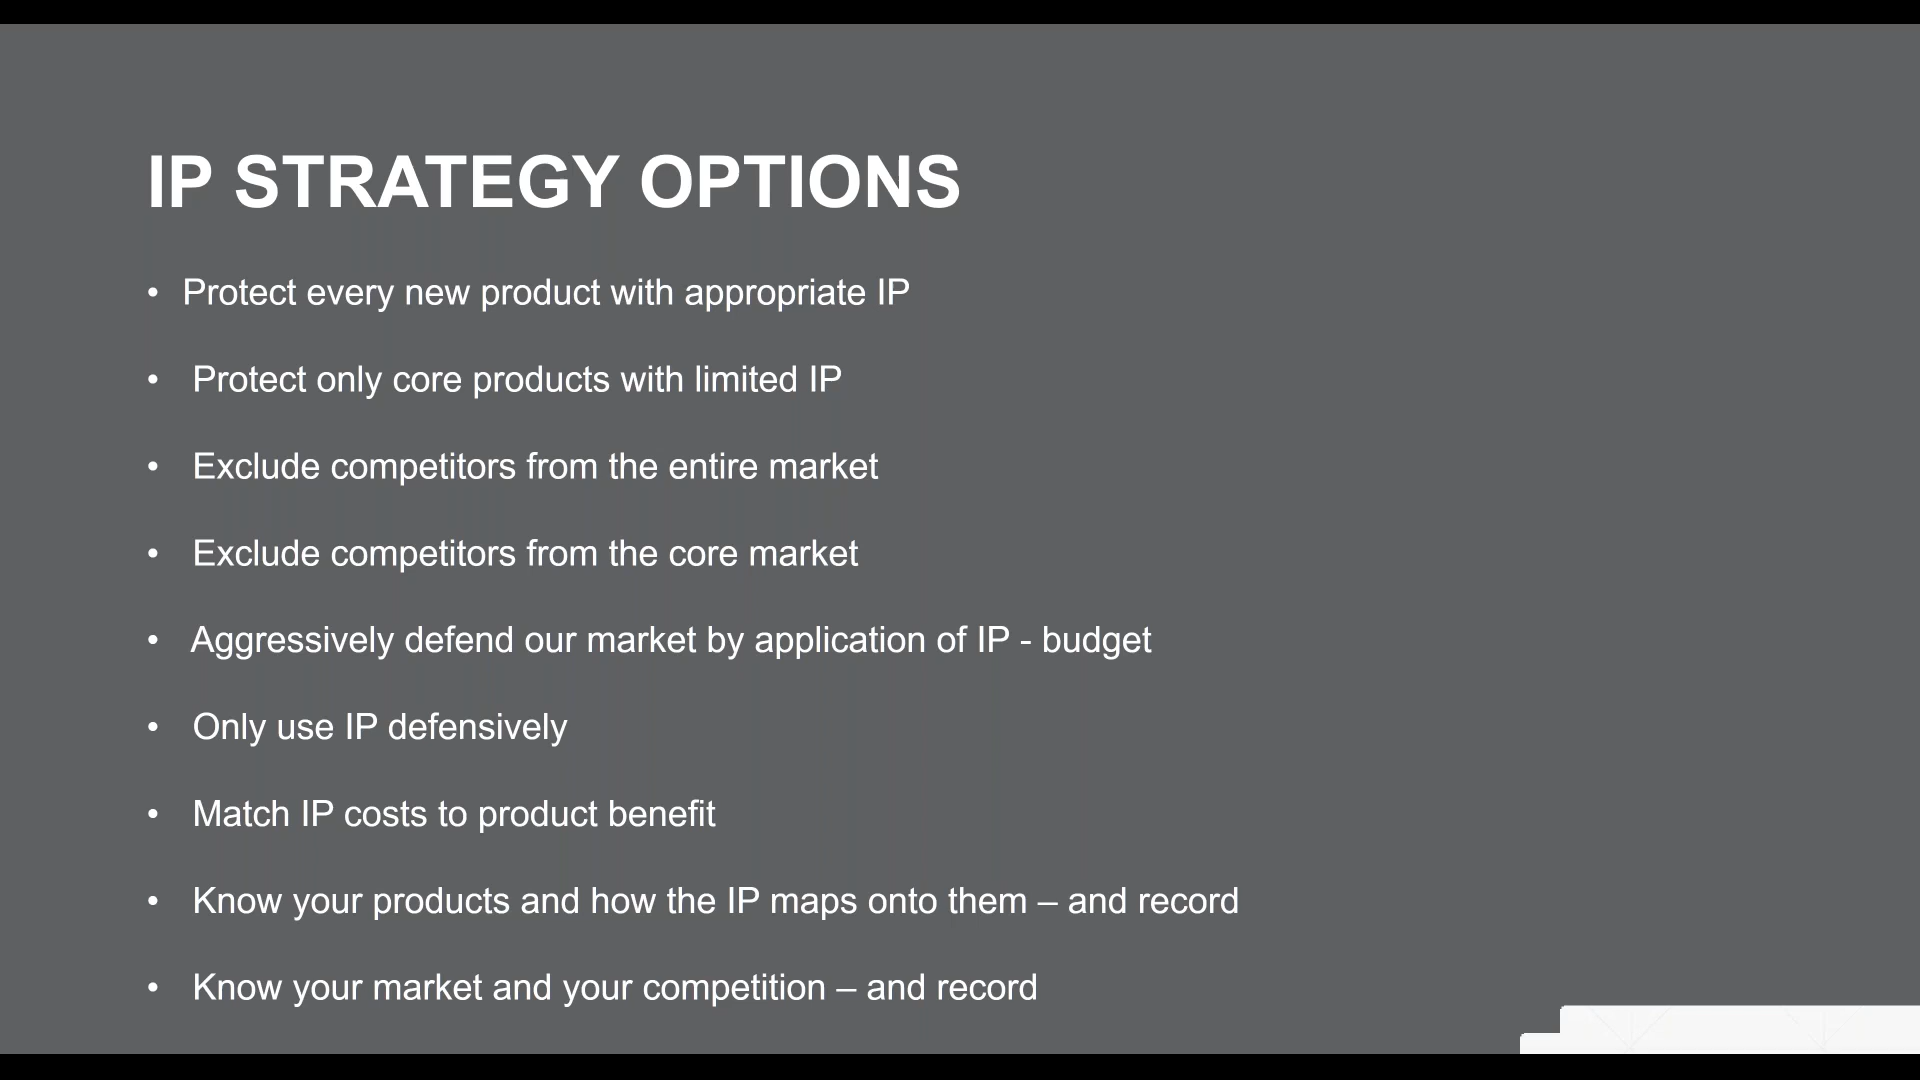 IP STRATEGY OPTIONS
• Protect every new product with appropriate IP
• Protect only core products with limited IP
• Exclude competitors from the entire market
• Exclude competitors from the core market
• Aggressively defend our market by application of IP - budget
• Only use IP defensively
• Match IP costs to product benefit
• Know your products and how the IP maps onto them – and record
• Know your market and your competition – and record